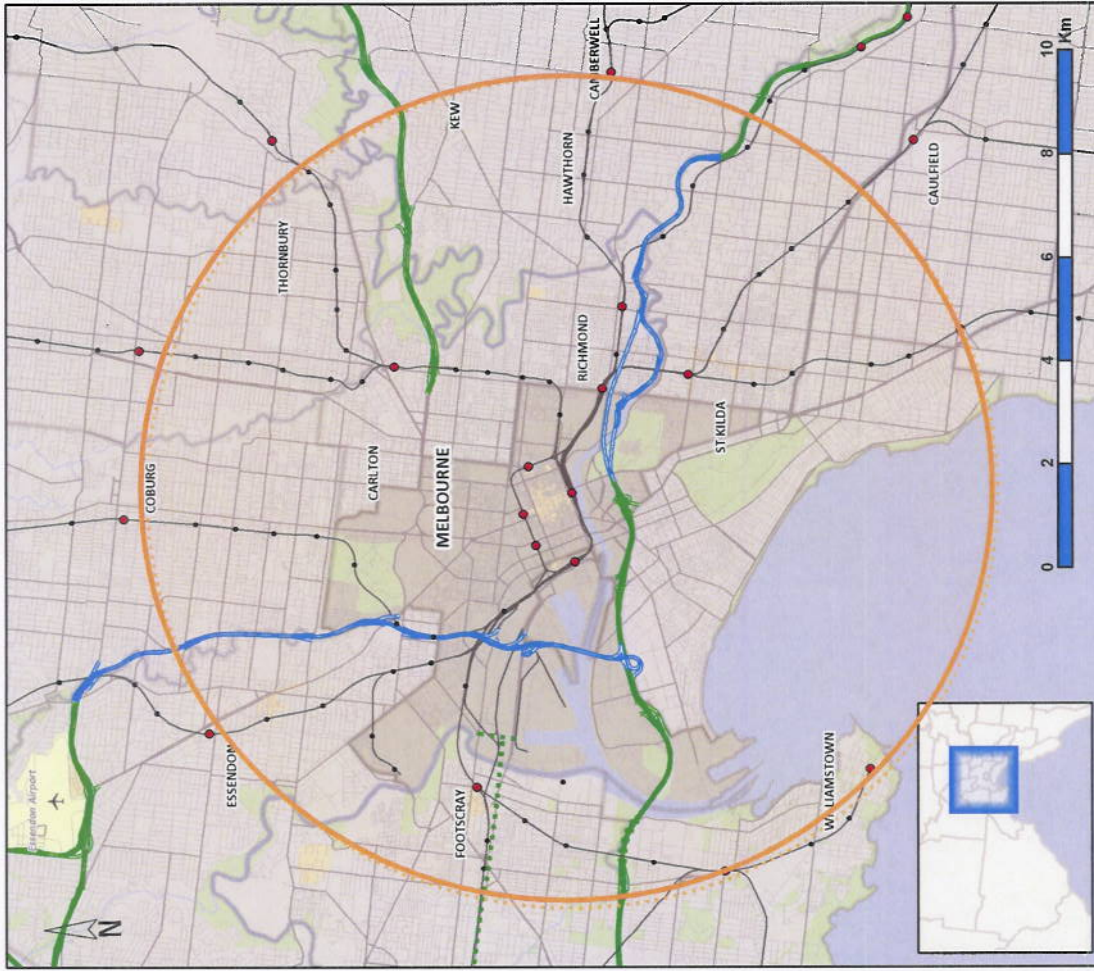 Essendon Airport
COBURG
THORNBURY
ESSENDON
CARLTON
KEW
MELBOURNE
FOOTSCRAY
RICHMOND
HAWTHORN
CAMBERWELL
ST KILDA
WILLIAMSTOWN
CAULFIELD
N
0 2 4 6 8 10
Km